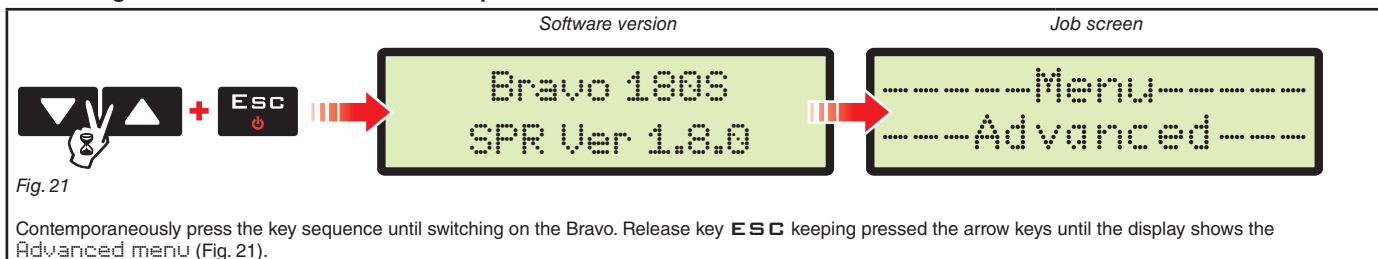 Software version
Job screen
Esc
Bravo 180S
SPR Ver 1.8.0
-----Menu-----
---Advanced---
Fig. 21
Contemporaneously press the key sequence until switching on the Bravo. Release key ESC keeping pressed the arrow keys until the display shows the
Advanced menu (Fig. 21).